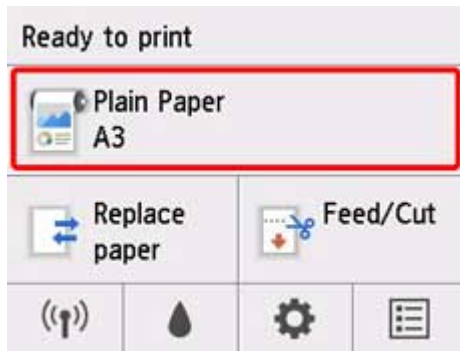 Ready to print
Plain Paper
A3
Replace
paper
Feed/Cut